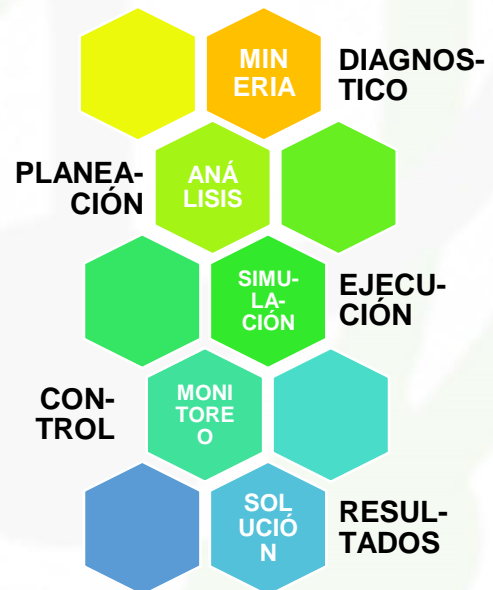 MIN
ERIA
DIAGNOS-
TICO
PLANEA-
CIÓN
ANÁ
LISIS
SIMU-
LA-
CIÓN
EJECU-
CIÓN
CON-
TROL
MONI
TORE
O
SOL
UCIÓ
N
RESUL-
TADOS